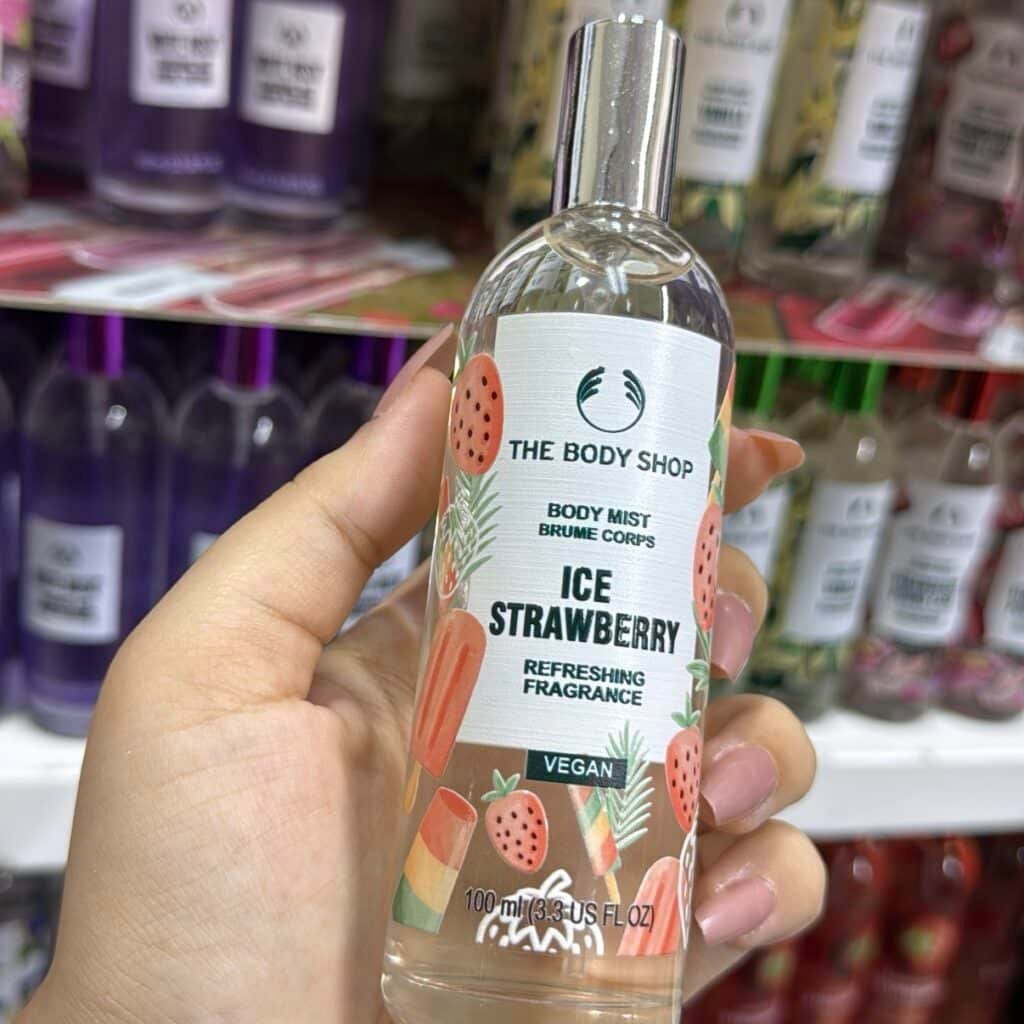 THE BODY SHOP
BODY MIST
BRUME CORPS
ICE
STRAWBERRY
REFRESHING
FRAGRANCE
VEGAN
100 ml (3.3 US FL OZ)